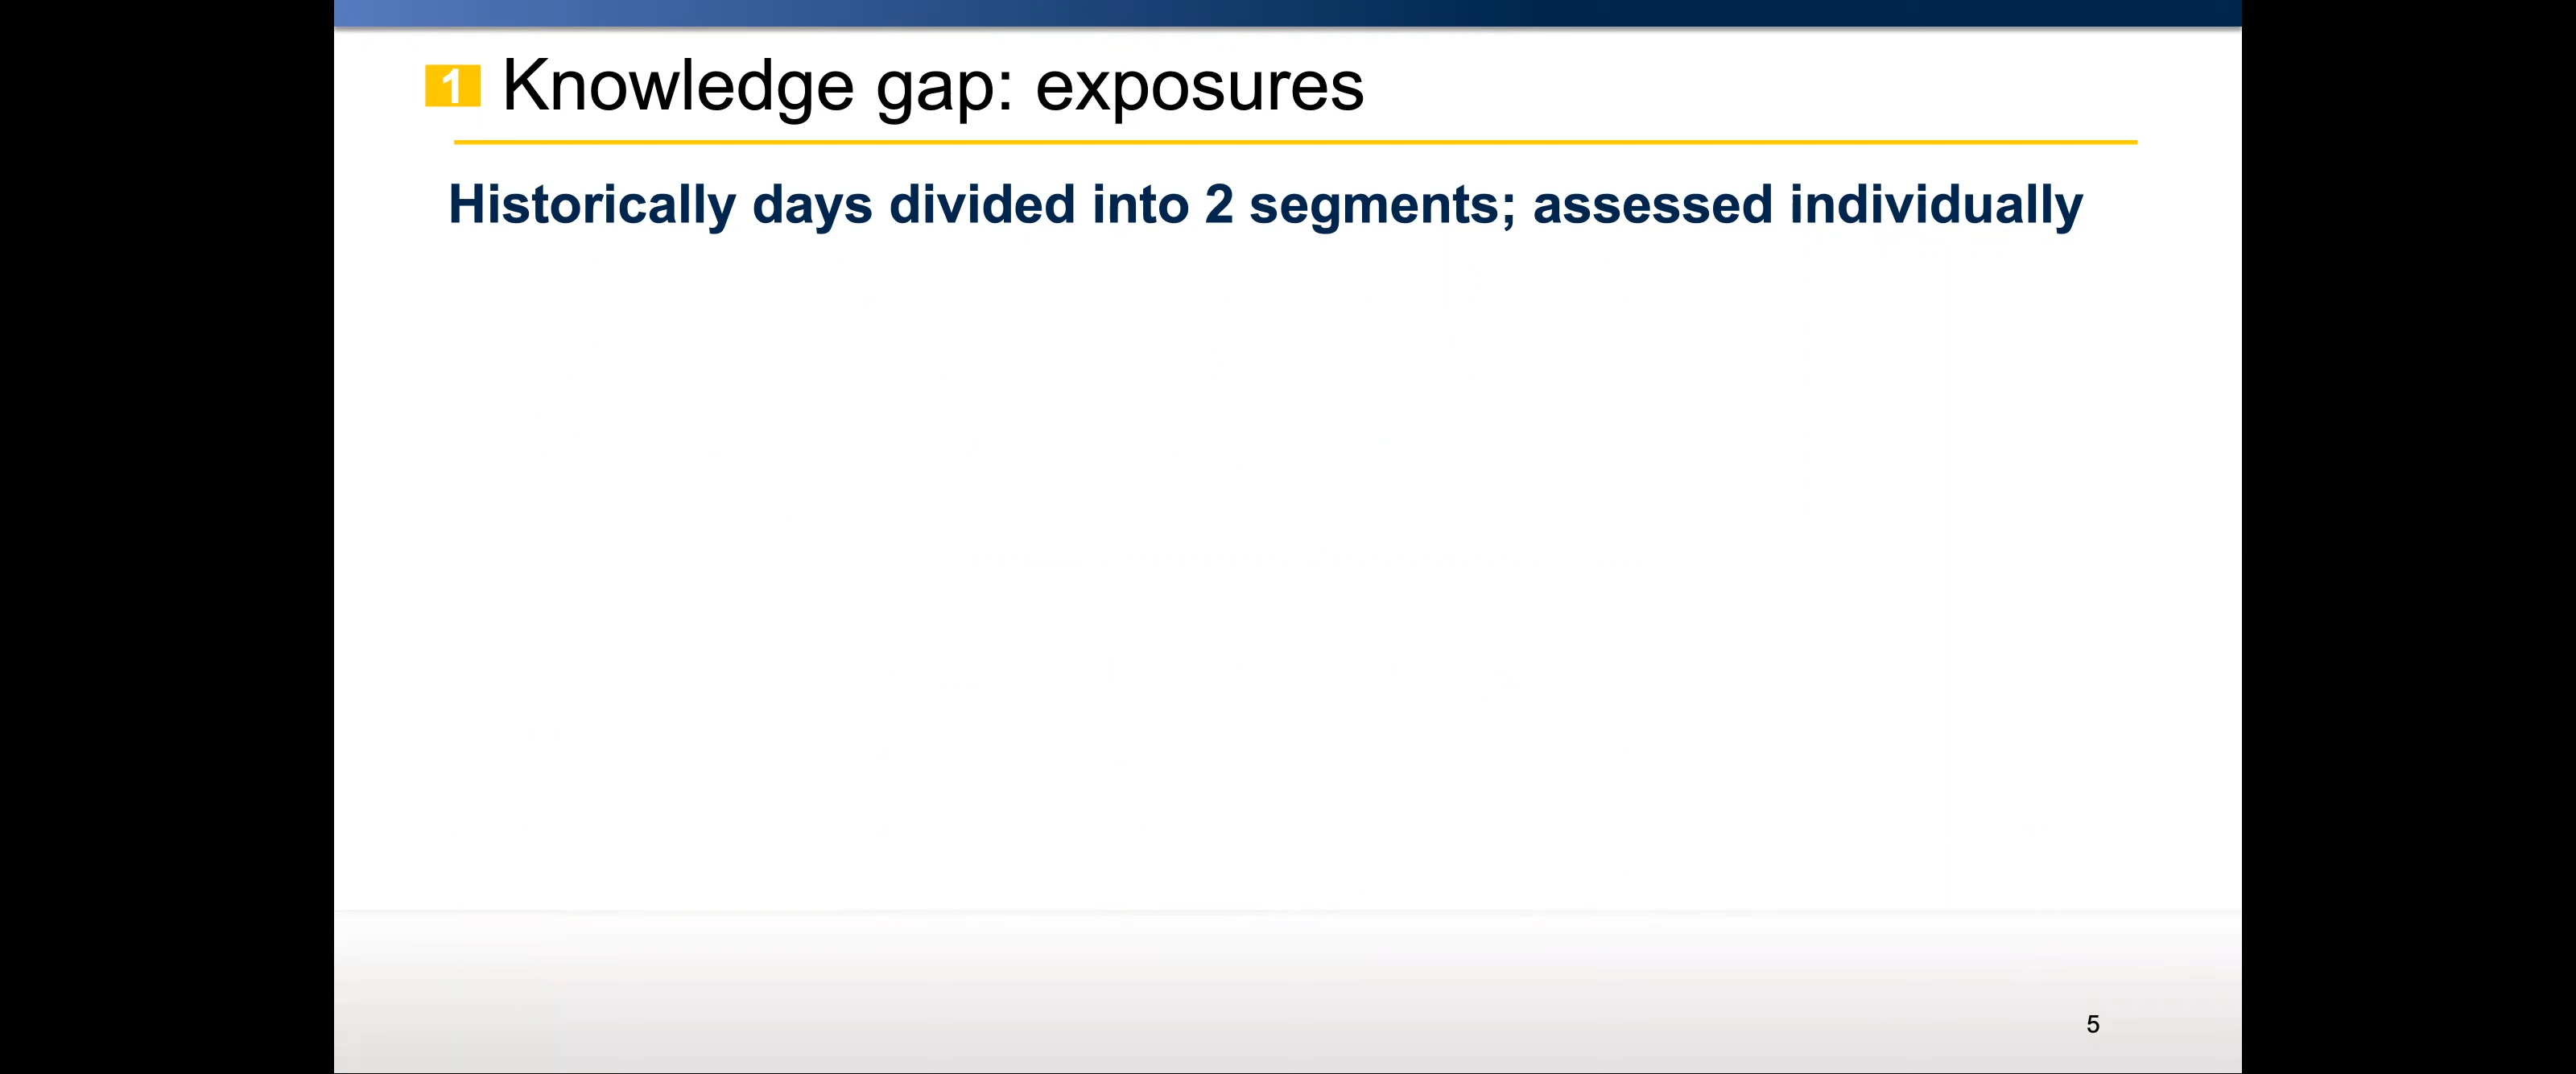 1 Knowledge gap: exposures
Historically days divided into 2 segments; assessed individually
5